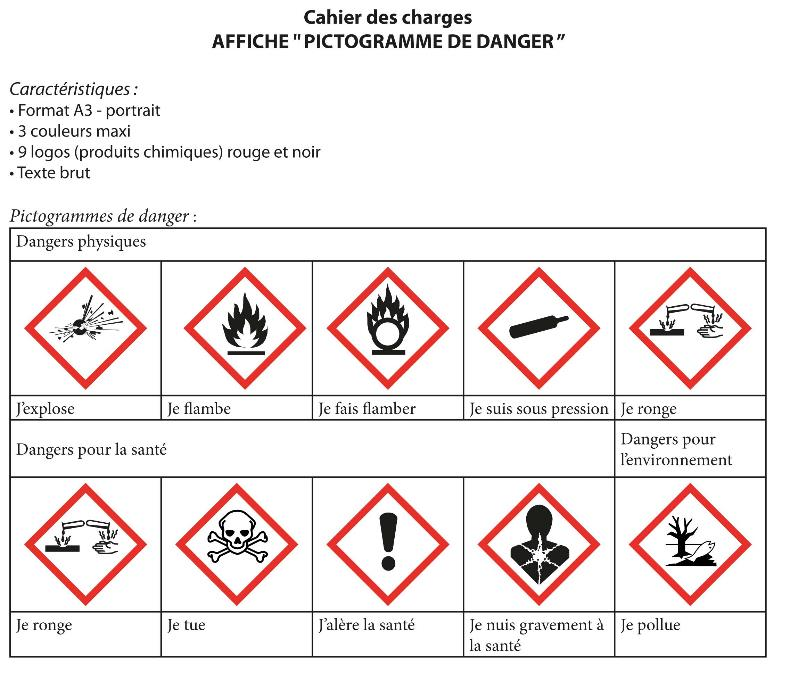 Cahier des charges
AFFICHE "PICTOGRAMME DE DANGER"
Caractéristiques :
• Format A3 - portrait
• 3 couleurs maxi
• 9 logos (produits chimiques) rouge et noir
• Texte brut
Pictogrammes de danger :
Dangers physiques
J'explose
Je flambe
Je fais flamber
Je suis sous pression
Je ronge
Dangers pour la santé
Dangers pour
l'environnement
Je ronge
Je tue
J'alère la santé
Je nuis gravement à
la santé
Je pollue